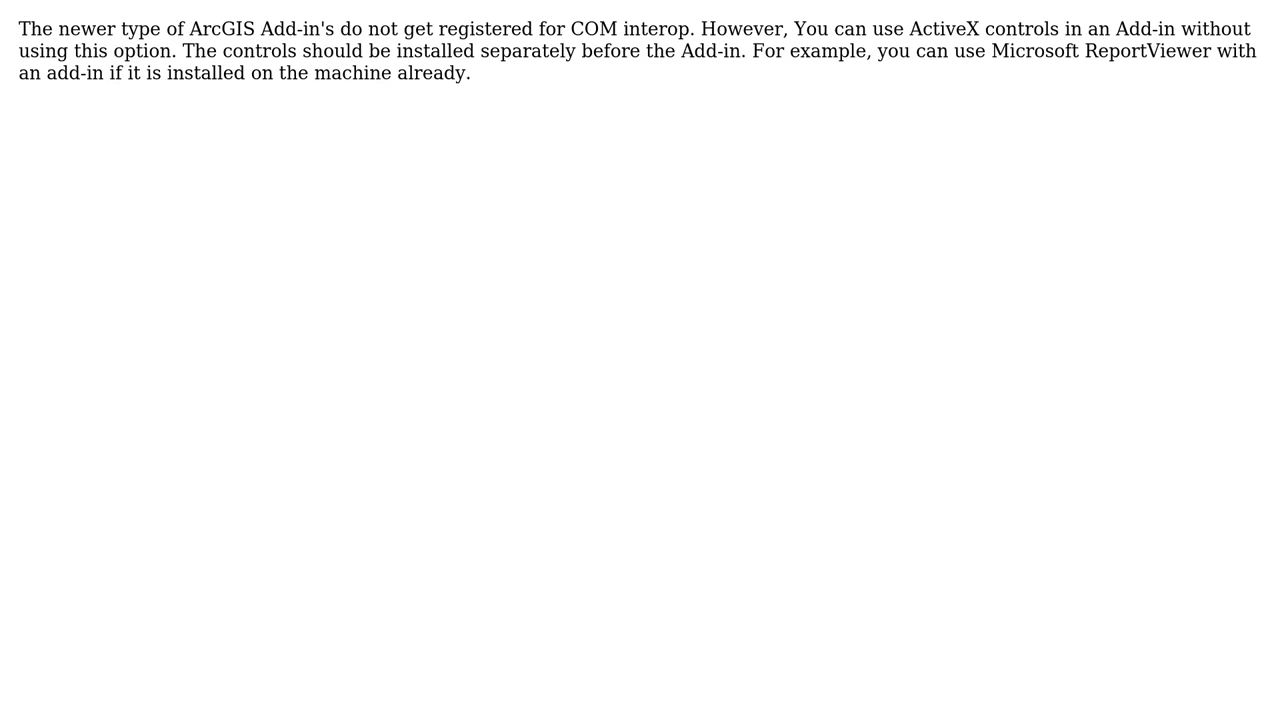 The newer type of ArcGIS Add-in's do not get registered for COM interop. However, You can use ActiveX controls in an Add-in without
using this option. The controls should be installed separately before the Add-in. For example, you can use Microsoft ReportViewer with
an add-in if it is installed on the machine already.